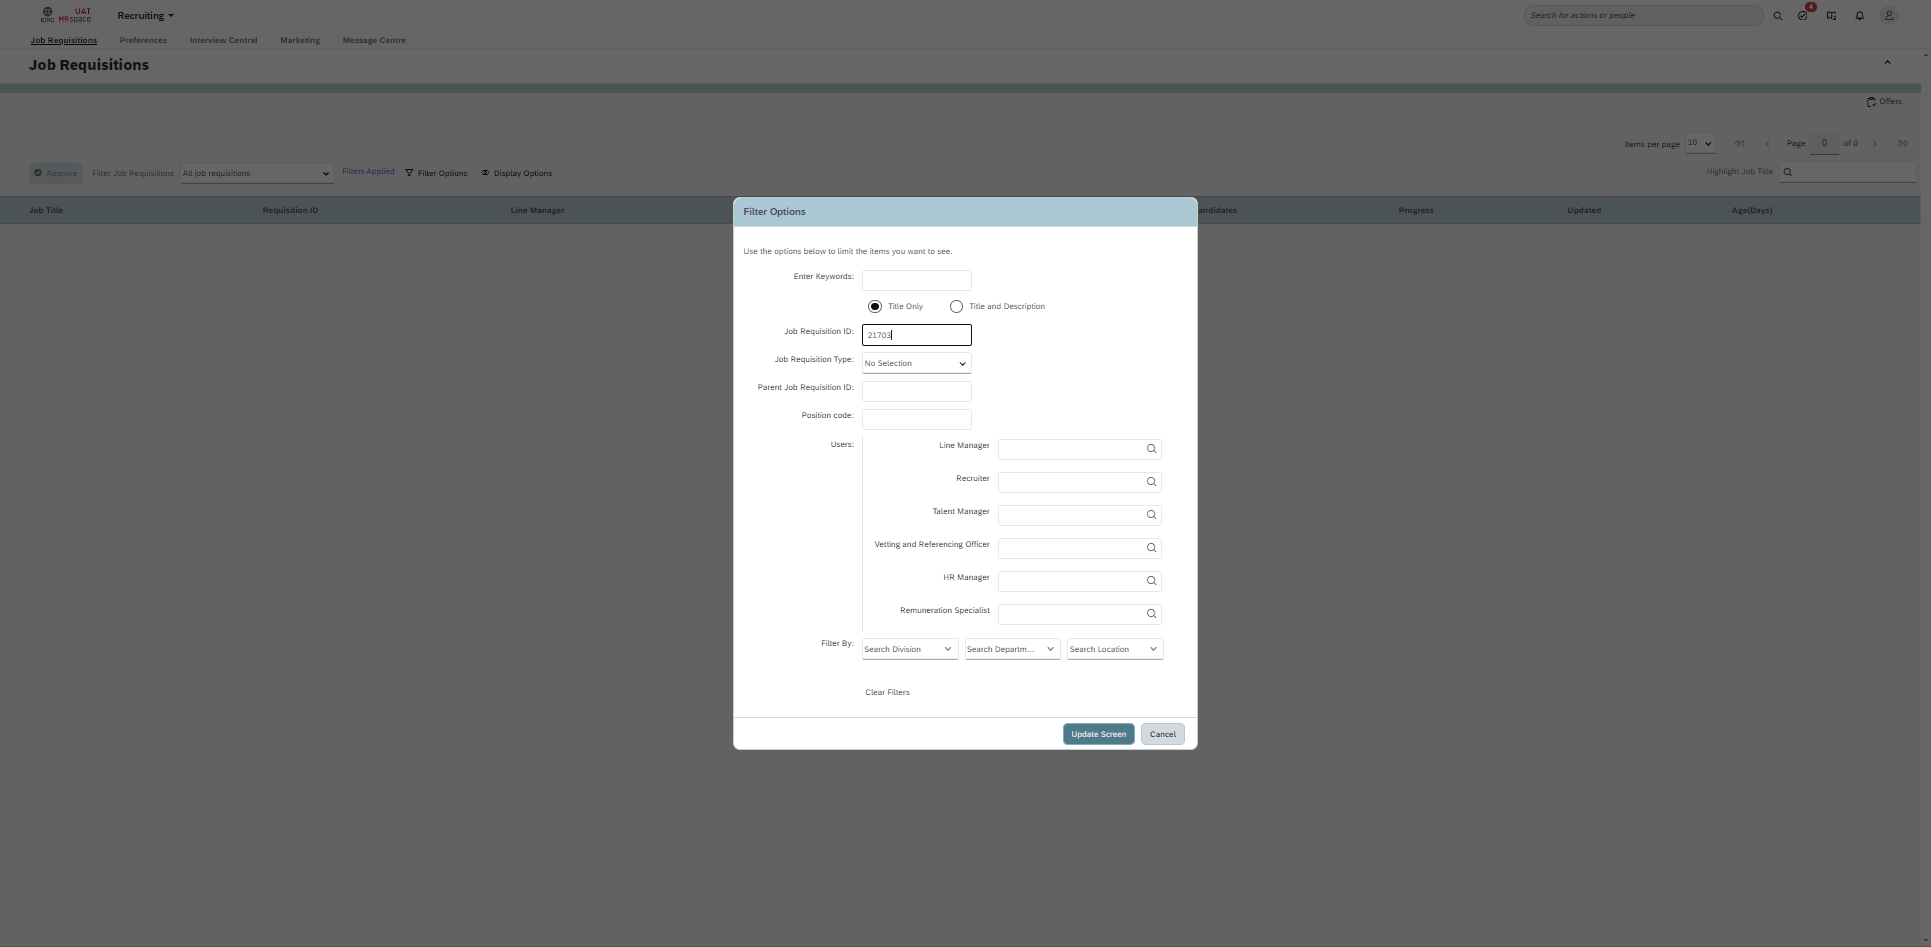 UAT
ICRC HRspace
Recruiting
Search for actions or people
4
Job Requisitions
Preferences
Interview Central
Marketing
Message Centre
Job Requisitions
Offers
Items per page
10
Page
0
of 0
Approve
Filter Job Requisitions
All job requisitions
Filters Applied
Filter Options
Display Options
Highlight Job Title
Job Title
Requisition ID
Line Manager
andidates
Progress
Updated
Age(Days)
Filter Options
Use the options below to limit the items you want to see.
Enter Keywords:
Title Only
Title and Description
Job Requisition ID:
21703
Job Requisition Type:
No Selection
Parent Job Requisition ID:
Position code:
Users:
Line Manager
Recruiter
Talent Manager
Vetting and Referencing Officer
HR Manager
Remuneration Specialist
Filter By:
Search Division
Search Departm...
Search Location
Clear Filters
Update Screen
Cancel